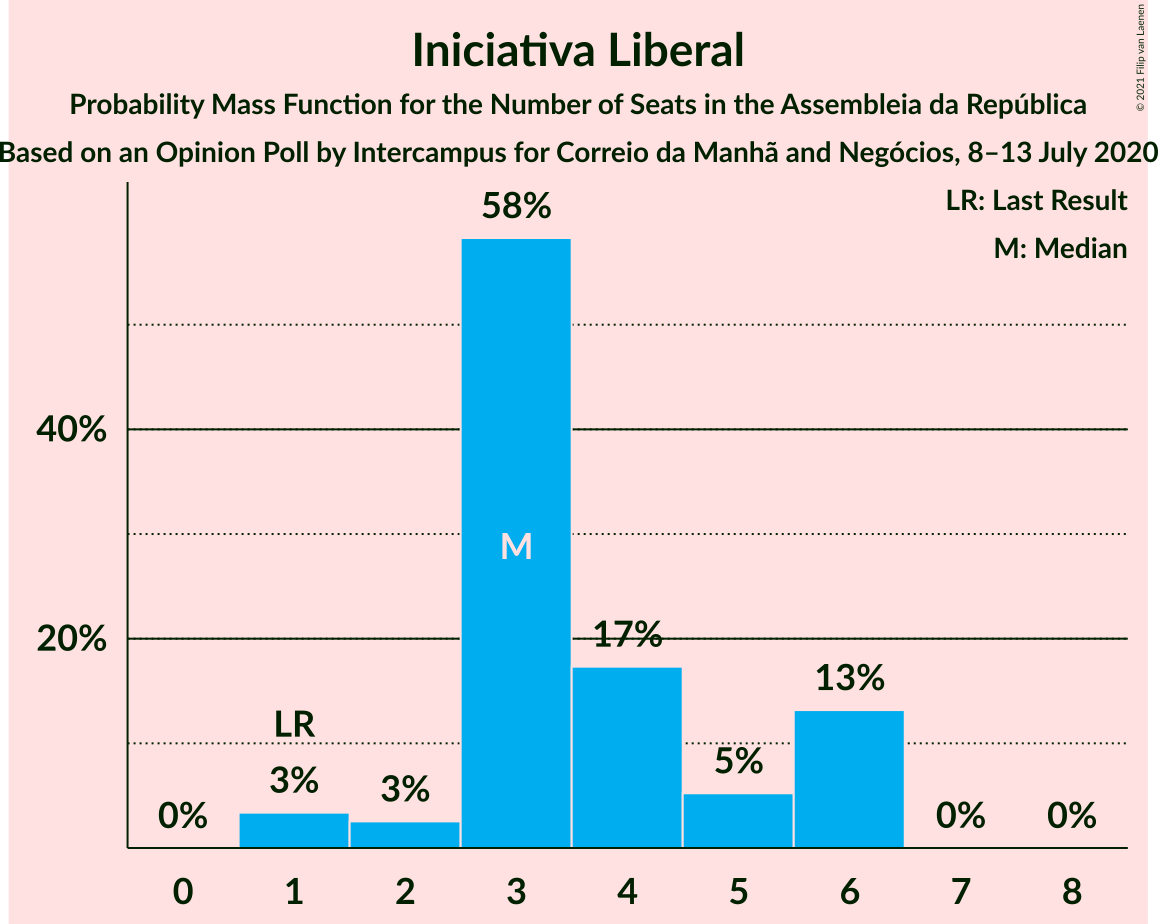 Iniciativa Liberal
Probability Mass Function for the Number of Seats in the Assembleia da República
Based on an Opinion Poll by Intercampus for Correio da Manhã and Negócios, 8–13 July 2020
© 2021 Filip van Laenen
LR: Last Result
M: Median
58%
40%
M
20%
17%
13%
LR
5%
3%
3%
0%
0%
0%
0 1 2 3 4 5 6 7 8